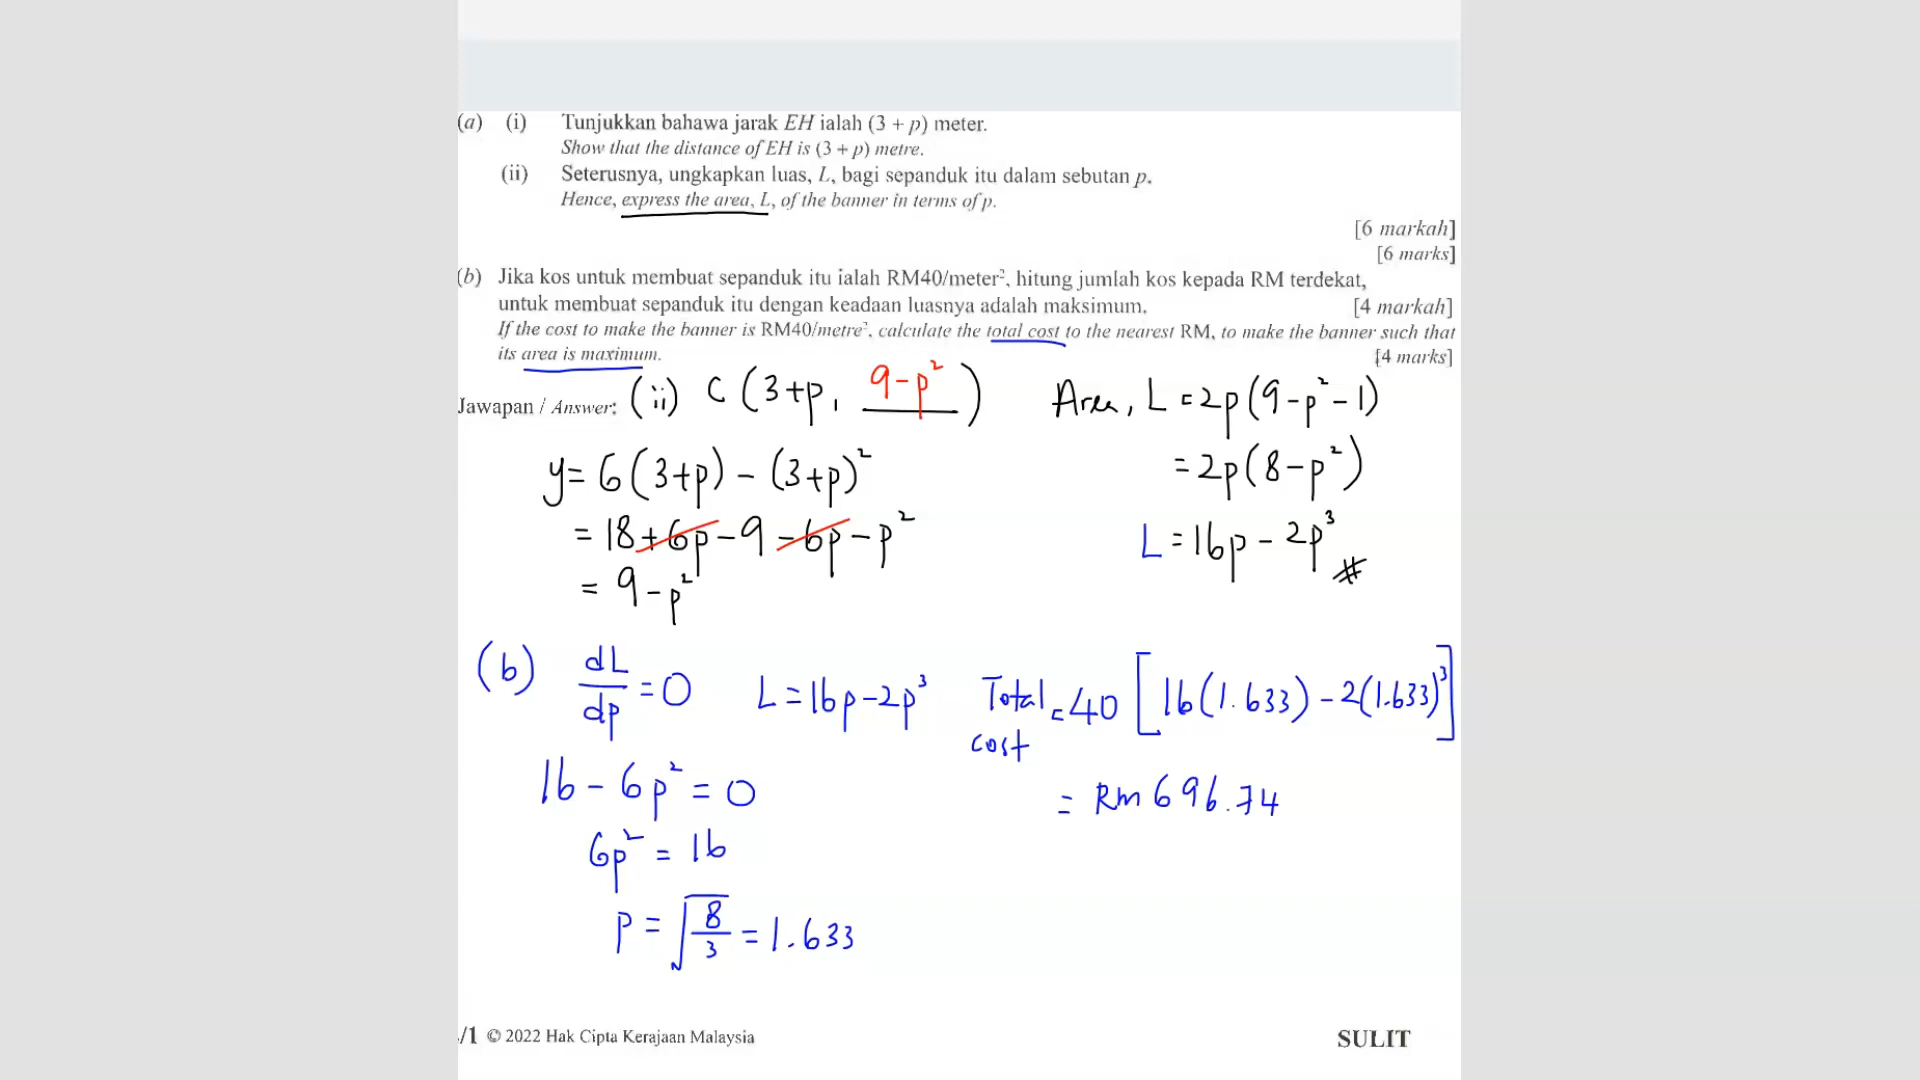 (a) (i) Tunjukkan bahawa jarak EH ialah (3 + p) meter.
Show that the distance of EH is (3 + p) metre.
(ii) Seterusnya, ungkapkan luas, L, bagi sepanduk itu dalam sebutan p.
Hence, express the area, L, of the banner in terms of p.
[6 markah]
[6 marks]
(b) Jika kos untuk membuat sepanduk itu ialah RM40/meter², hitung jumlah kos kepada RM terdekat,
untuk membuat sepanduk itu dengan keadaan luasnya adalah maksimum. [4 markah]
If the cost to make the banner is RM40/metre², calculate the total cost to the nearest RM, to make the banner such that
its area is maximum. [4 marks]
Jawapan / Answer: (ii) C (3+p, 9-p²)
y = 6(3+p) - (3+p)²
= 18+6p-9-6p-p²
= 9-p²
Area, L = 2p(9-p²-1)
= 2p(8-p²)
L = 16p - 2p³ #
(b) dL/dp = 0 L = 16p-2p³
16 - 6p² = 0
6p² = 16
p = √8/3 = 1.633
Total cost = 40 [16(1.633) - 2(1.633)³]
= Rm 696.74
/1 © 2022 Hak Cipta Kerajaan Malaysia SULIT